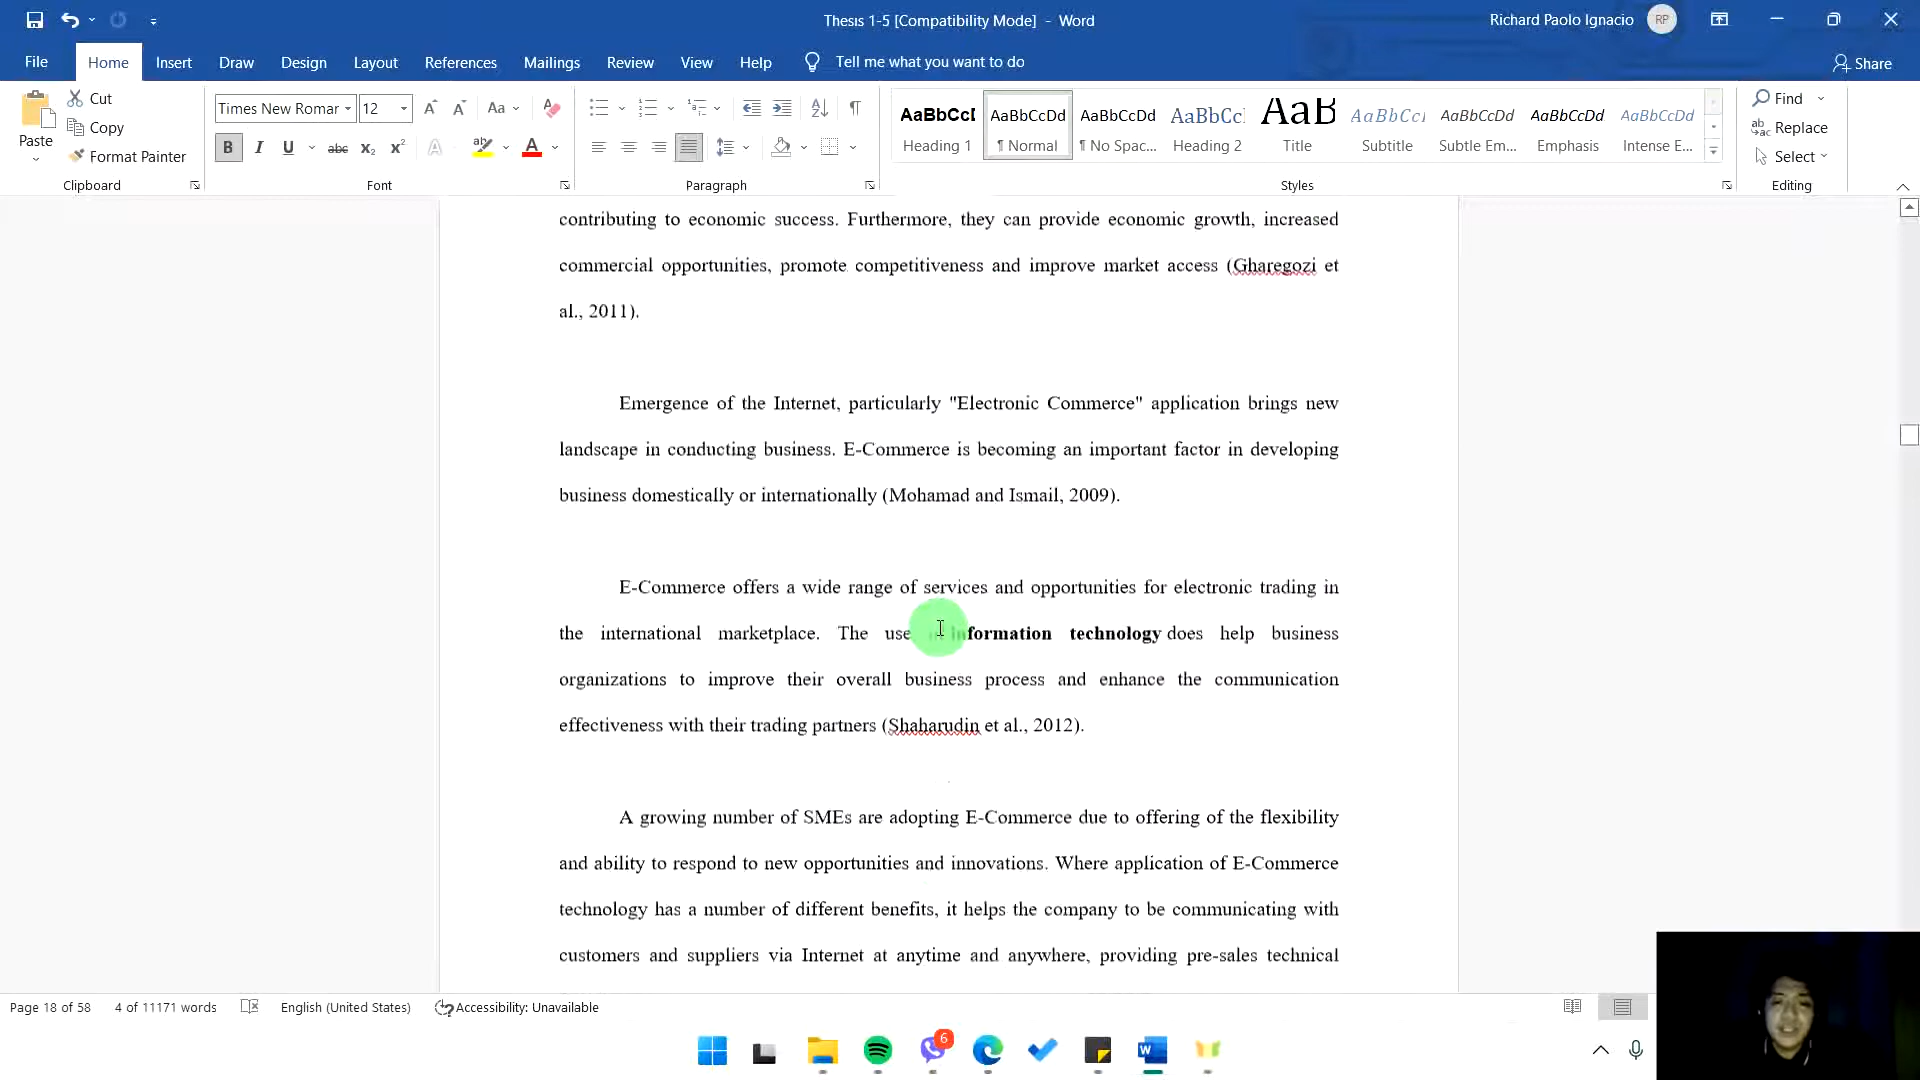 Thesis 1-5 [Compatibility Mode] - Word
Richard Paolo Ignacio
RP
File Home Insert Draw Design Layout References Mailings Review View Help Tell me what you want to do
Share
Paste
Cut
Copy
Format Painter
Clipboard
Times New Roman 12
Aa
B I U abc x₂ x² A ab A
Font
Paragraph
AaBbCcI AaBbCcDd AaBbCcDd AaBbCcI AaB AaBbCcI AaBbCcDd AaBbCcDd AaBbCcDd
Heading 1 ¶ Normal ¶ No Spac... Heading 2 Title Subtitle Subtle Em... Emphasis Intense E...
Styles
Find
Replace
Select
Editing
contributing to economic success. Furthermore, they can provide economic growth, increased
commercial opportunities, promote competitiveness and improve market access (Gharegozi et
al., 2011).
Emergence of the Internet, particularly "Electronic Commerce" application brings new
landscape in conducting business. E-Commerce is becoming an important factor in developing
business domestically or internationally (Mohamad and Ismail, 2009).
E-Commerce offers a wide range of services and opportunities for electronic trading in
the international marketplace. The use in information technology does help business
organizations to improve their overall business process and enhance the communication
effectiveness with their trading partners (Shaharudin et al., 2012).
A growing number of SMEs are adopting E-Commerce due to offering of the flexibility
and ability to respond to new opportunities and innovations. Where application of E-Commerce
technology has a number of different benefits, it helps the company to be communicating with
customers and suppliers via Internet at anytime and anywhere, providing pre-sales technical
Page 18 of 58 4 of 11171 words English (United States) Accessibility: Unavailable
6